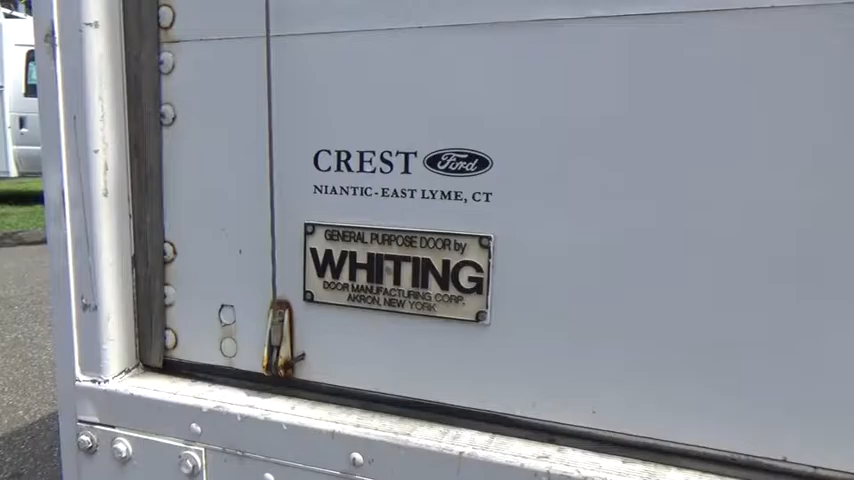 CREST Ford
NIANTIC-EAST LYME, CT
GENERAL PURPOSE DOOR by
WHITING
DOOR MANUFACTURING CORP.
AKRON, NEW YORK